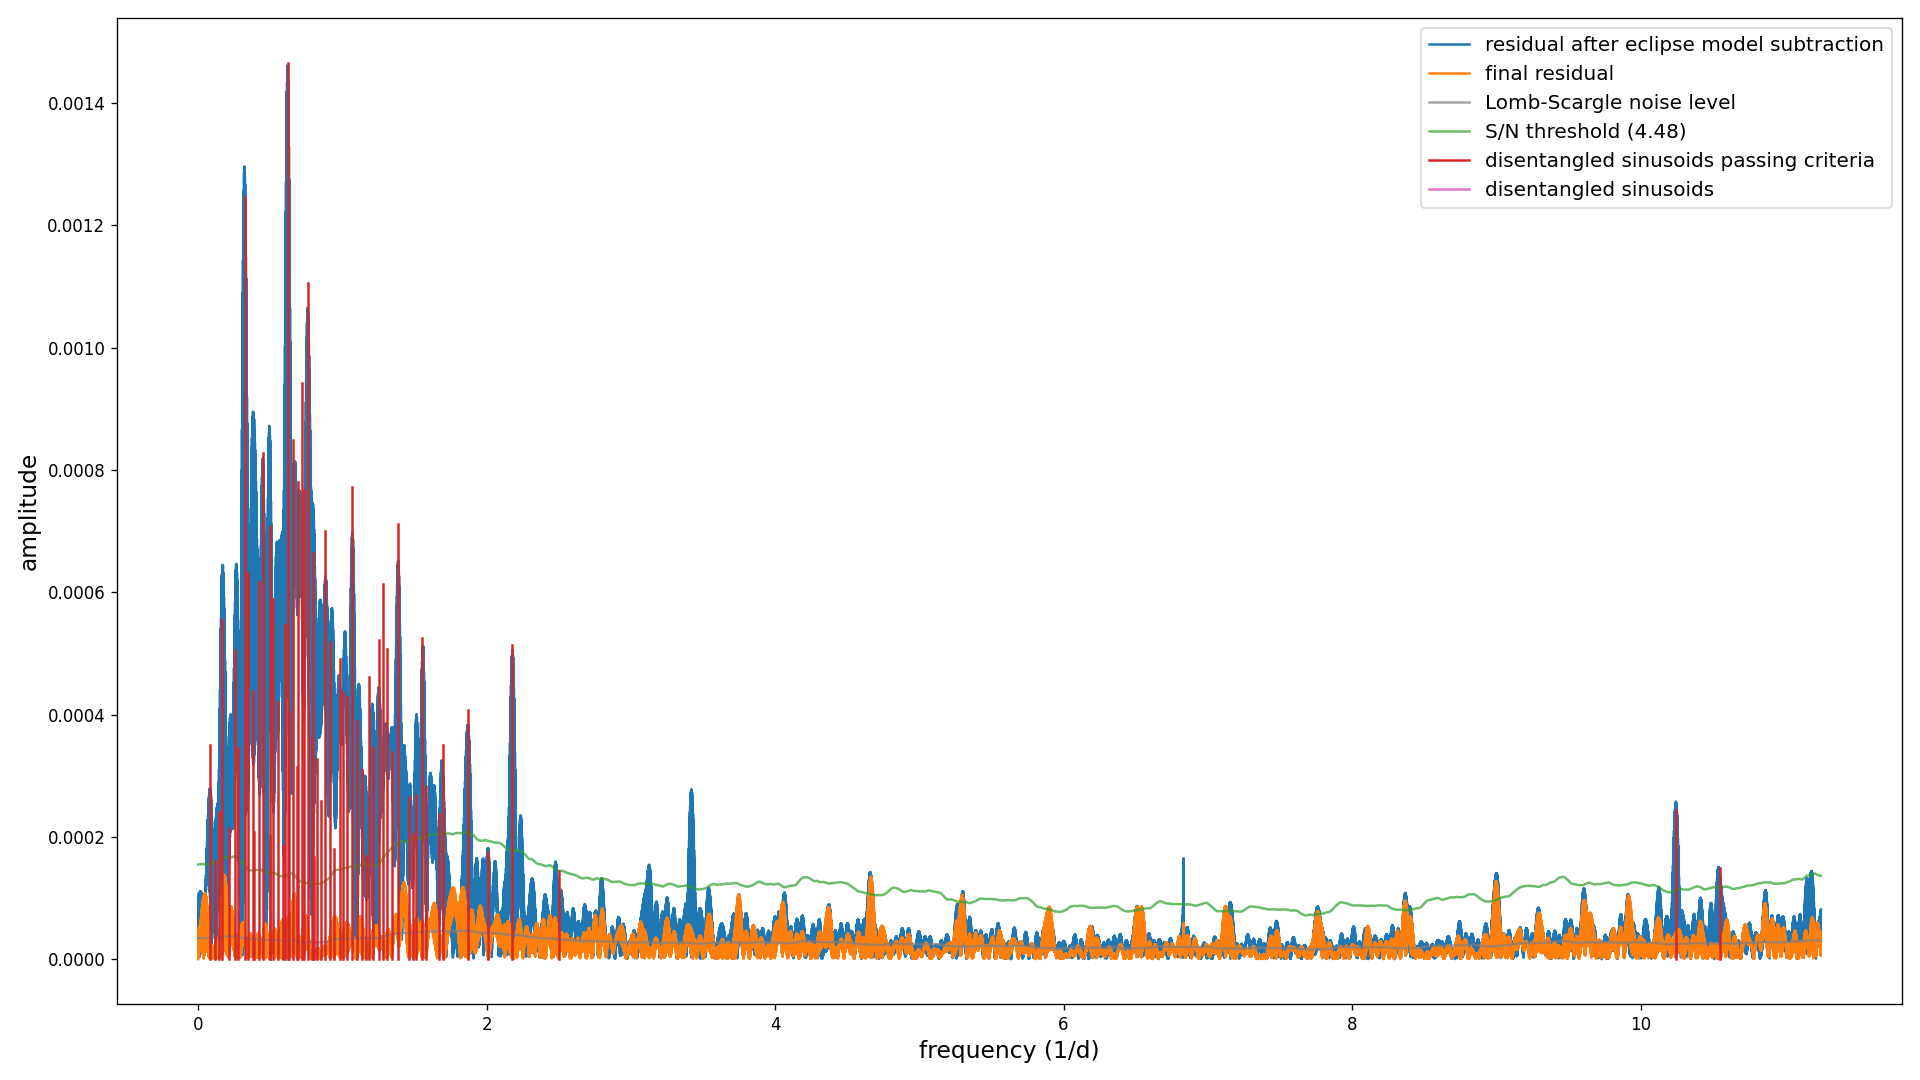 residual after eclipse model subtraction
final residual
Lomb-Scargle noise level
S/N threshold (4.48)
disentangled sinusoids passing criteria
disentangled sinusoids
amplitude
0.0014
0.0012
0.0010
0.0008
0.0006
0.0004
0.0002
0.0000
0 2 4 6 8 10
frequency (1/d)